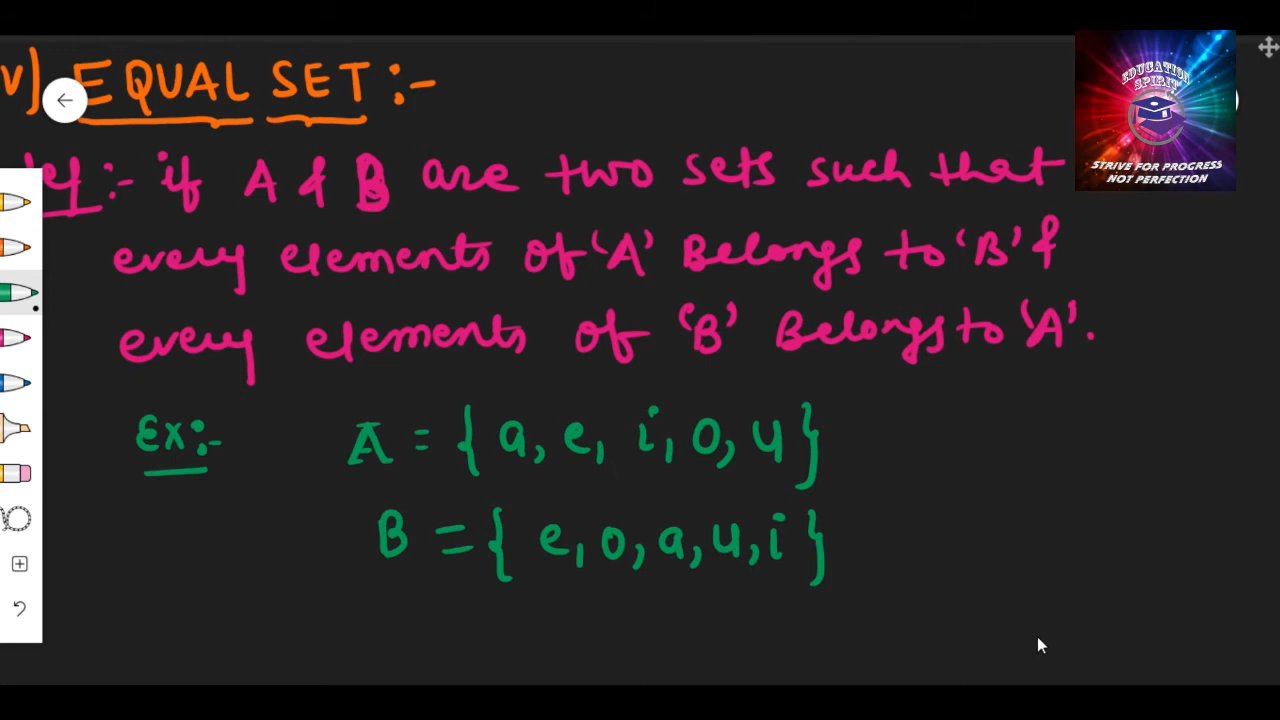 v) EQUAL SET :-
def :- if A & B are two sets such that
every elements of 'A' Belongs to 'B' &
every elements of 'B' Belongs to 'A'.
Ex:- A = { a, e, i, o, u }
B = { e, o, a, u, i }
EDUCATION
SPIRIT
STRIVE FOR PROGRESS
NOT PERFECTION